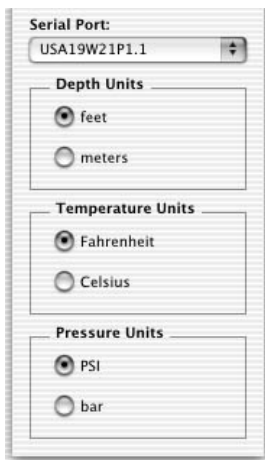 Serial Port:
USA19W21P1.1
Depth Units
feet
meters
Temperature Units
Fahrenheit
Celsius
Pressure Units
PSI
bar